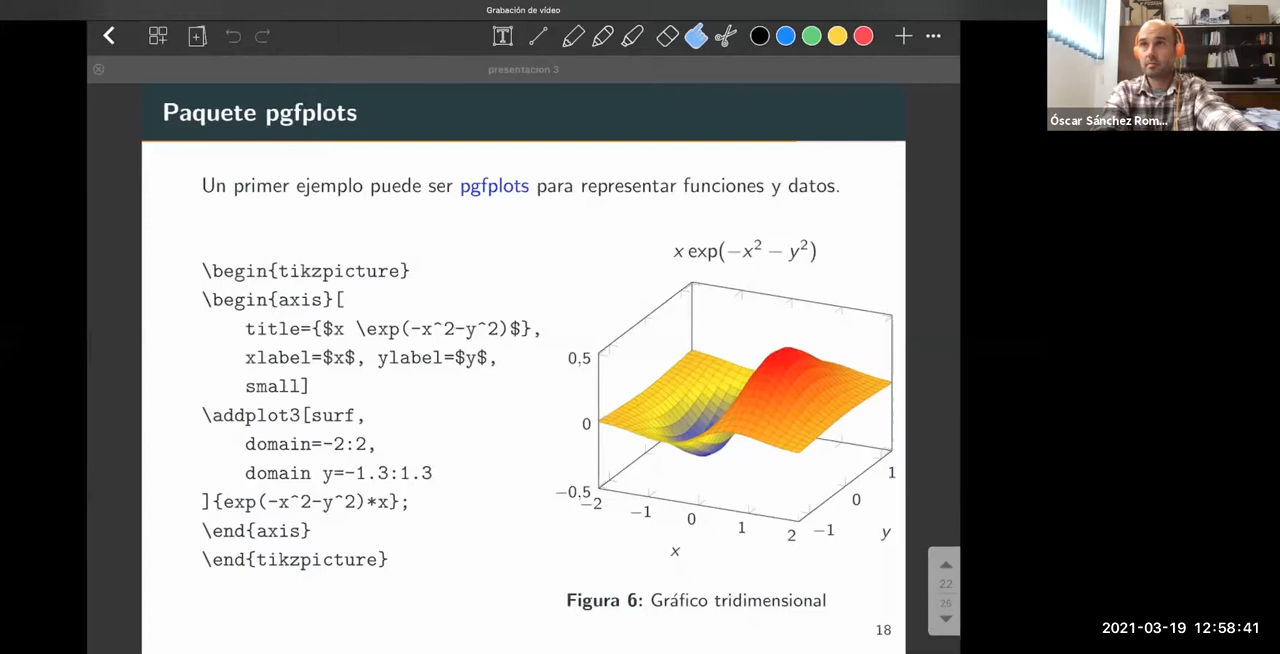 Grabación de vídeo
presentacion 3
Óscar Sánchez Rom...
Paquete pgfplots
Un primer ejemplo puede ser pgfplots para representar funciones y datos.
\begin{tikzpicture}
\begin{axis}[
title={$x \exp(-x^2-y^2)$},
xlabel=$x$, ylabel=$y$,
small]
\addplot3[surf,
domain=-2:2,
domain y=-1.3:1.3
]{exp(-x^2-y^2)*x};
\end{axis}
\end{tikzpicture}
x exp(−x² − y²)
0,5
0
−0,5
−2
−1
0
1
2
x
−1
0
1
y
Figura 6: Gráfico tridimensional
18
22
25
2021-03-19 12:58:41